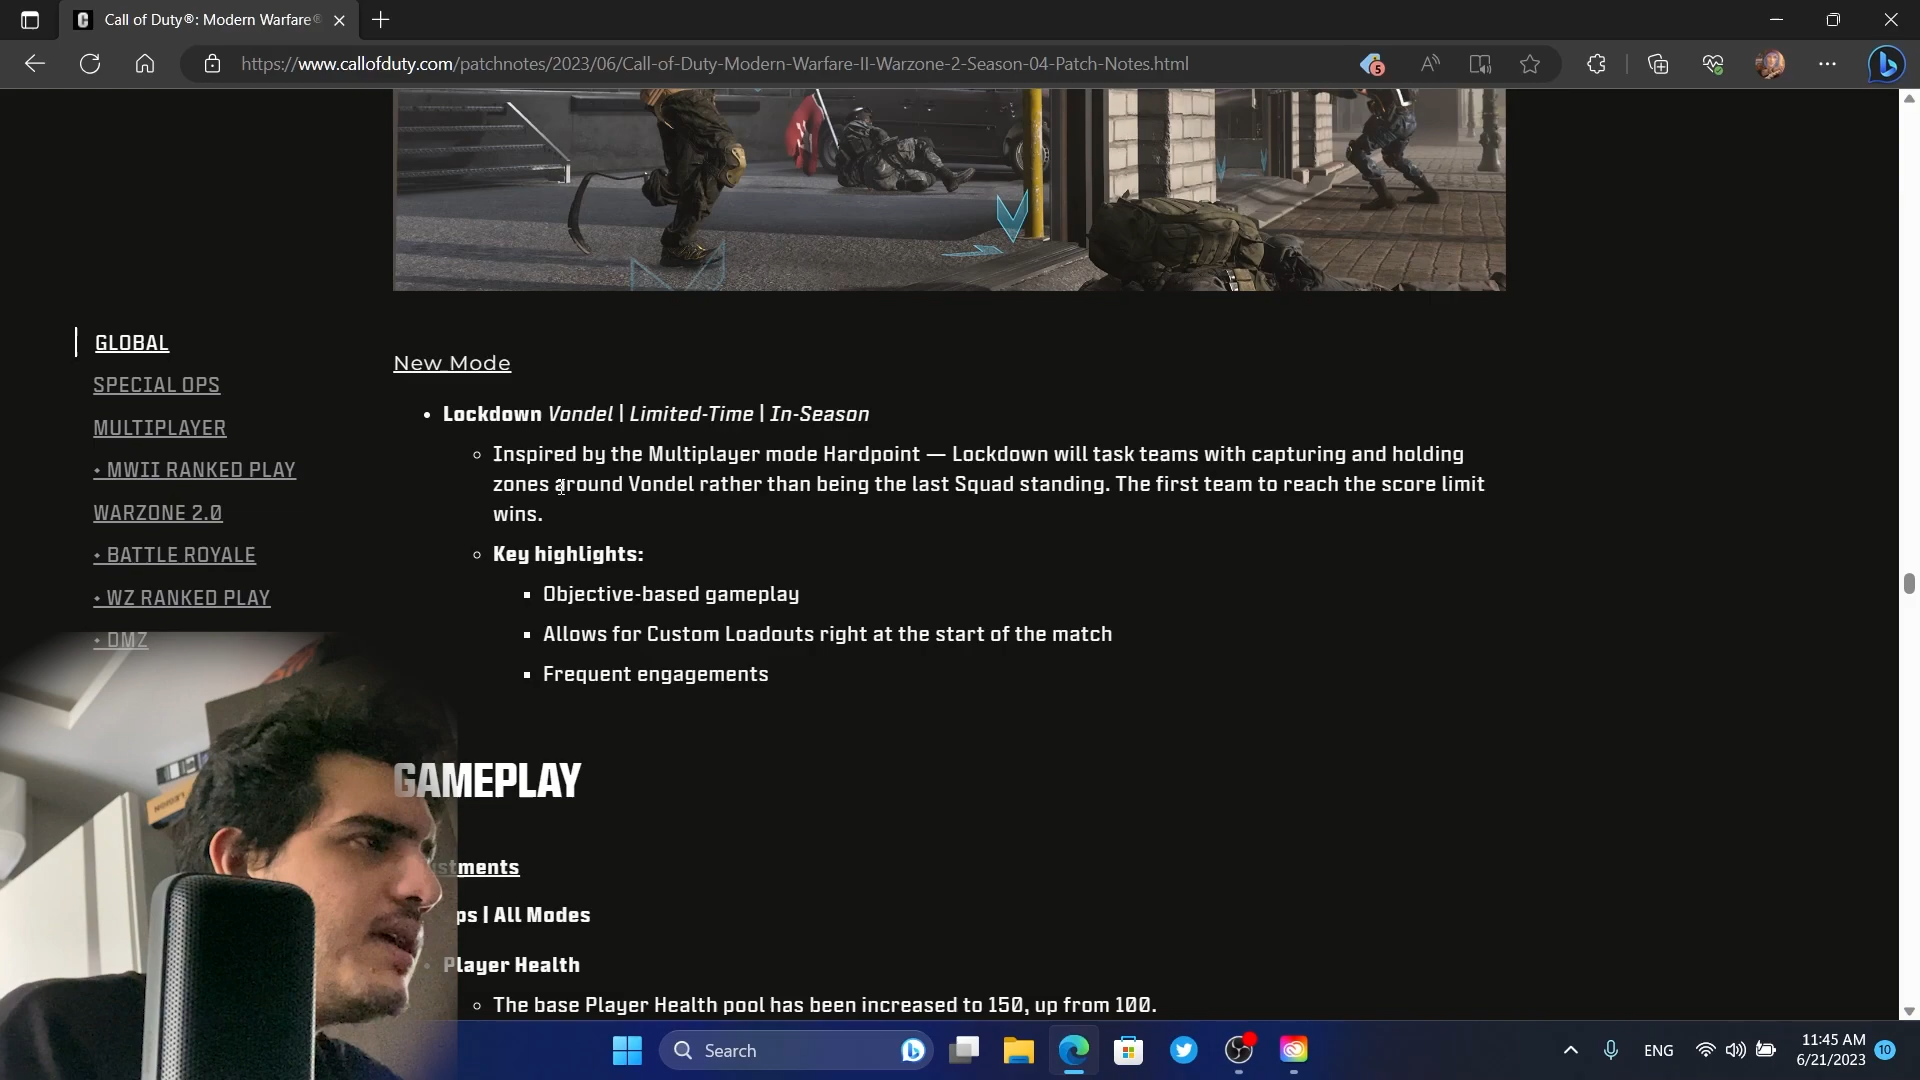 Call of Duty®: Modern Warfare®
https://www.callofduty.com/patchnotes/2023/06/Call-of-Duty-Modern-Warfare-II-Warzone-2-Season-04-Patch-Notes.html
5
GLOBAL
SPECIAL OPS
MULTIPLAYER
• MWII RANKED PLAY
WARZONE 2.0
• BATTLE ROYALE
• WZ RANKED PLAY
• DMZ
New Mode
• Lockdown Vondel | Limited-Time | In-Season
Inspired by the Multiplayer mode Hardpoint — Lockdown will task teams with capturing and holding
zones around Vondel rather than being the last Squad standing. The first team to reach the score limit
wins.
Key highlights:
Objective-based gameplay
Allows for Custom Loadouts right at the start of the match
Frequent engagements
GAMEPLAY
stments
ps | All Modes
Player Health
The base Player Health pool has been increased to 150, up from 100.
Search
ENG
11:45 AM
6/21/2023
10